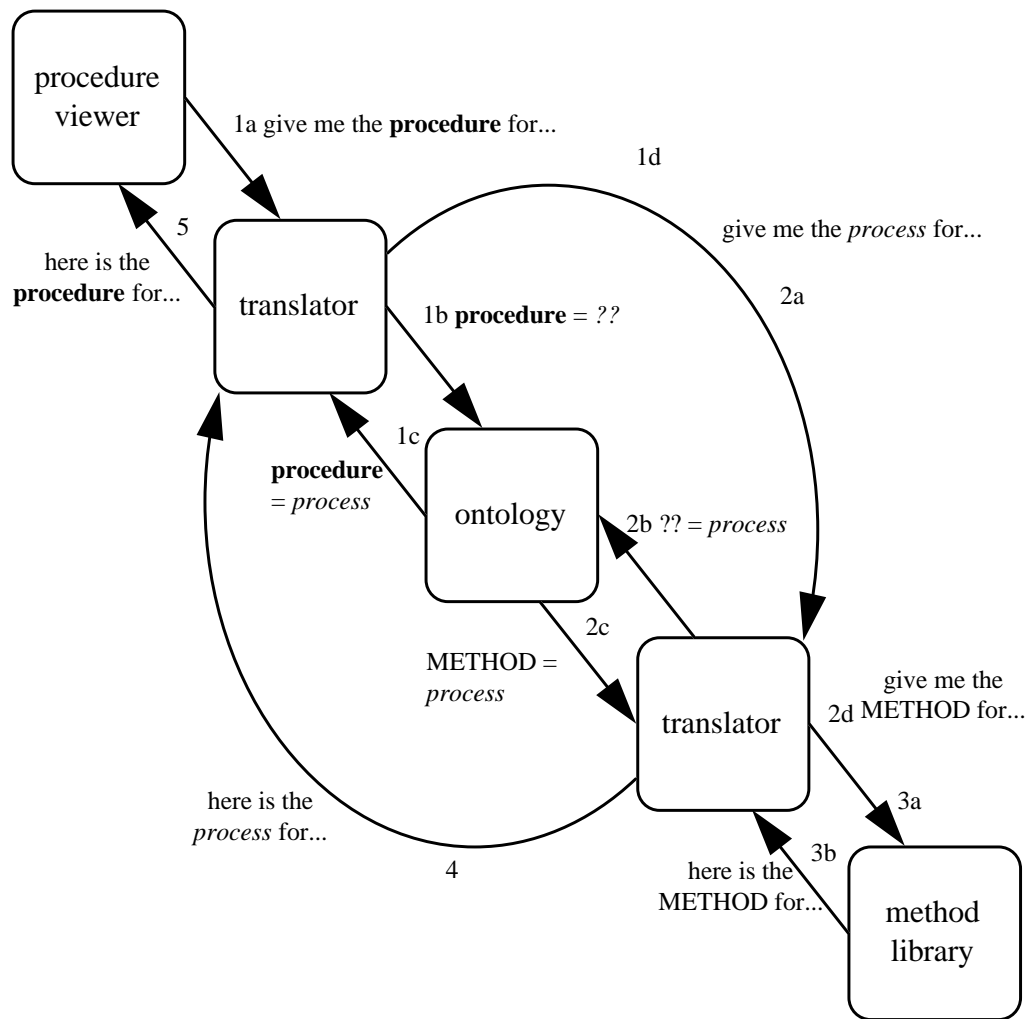 procedure
viewer
1a give me the procedure for...
1d
5
give me the process for...
here is the
procedure for...
translator
2a
1b procedure = ??
1c
procedure
= process
ontology
2b ?? = process
2c
METHOD =
process
give me the
METHOD for...
2d
translator
here is the
process for...
3a
4
3b
here is the
METHOD for...
method
library